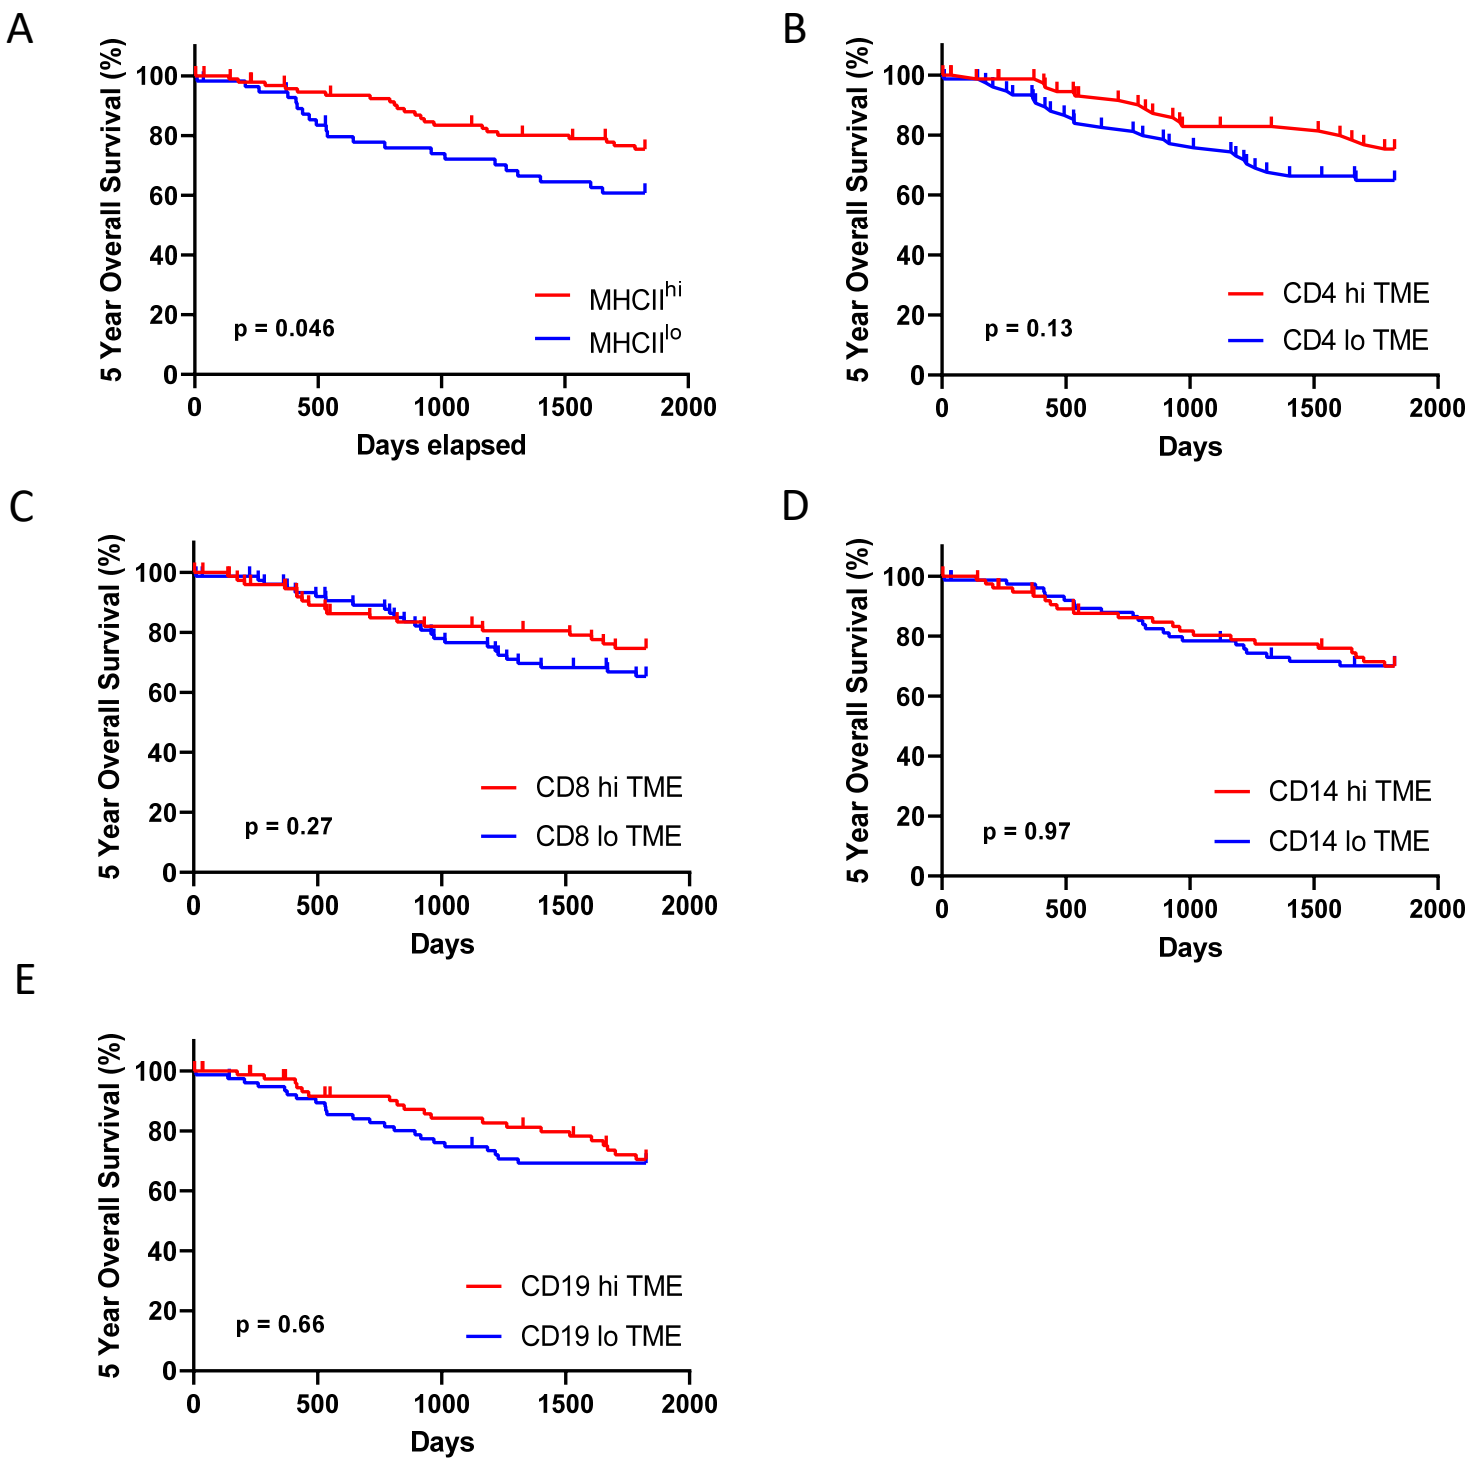 A
5 Year Overall Survival (%)
100
80
60
40
20
0
0 500 1000 1500 2000
Days elapsed
p = 0.046
MHCII^hi
MHCII^lo
B
5 Year Overall Survival (%)
100
80
60
40
20
0
0 500 1000 1500 2000
Days
p = 0.13
CD4 hi TME
CD4 lo TME
C
5 Year Overall Survival (%)
100
80
60
40
20
0
0 500 1000 1500 2000
Days
p = 0.27
CD8 hi TME
CD8 lo TME
D
5 Year Overall Survival (%)
100
80
60
40
20
0
0 500 1000 1500 2000
Days
p = 0.97
CD14 hi TME
CD14 lo TME
E
5 Year Overall Survival (%)
100
80
60
40
20
0
0 500 1000 1500 2000
Days
p = 0.66
CD19 hi TME
CD19 lo TME